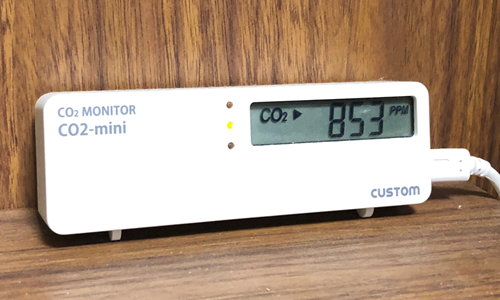 CO2 MONITOR
CO2-mini
CO2 ▶ 853 PPM
CUSTOM